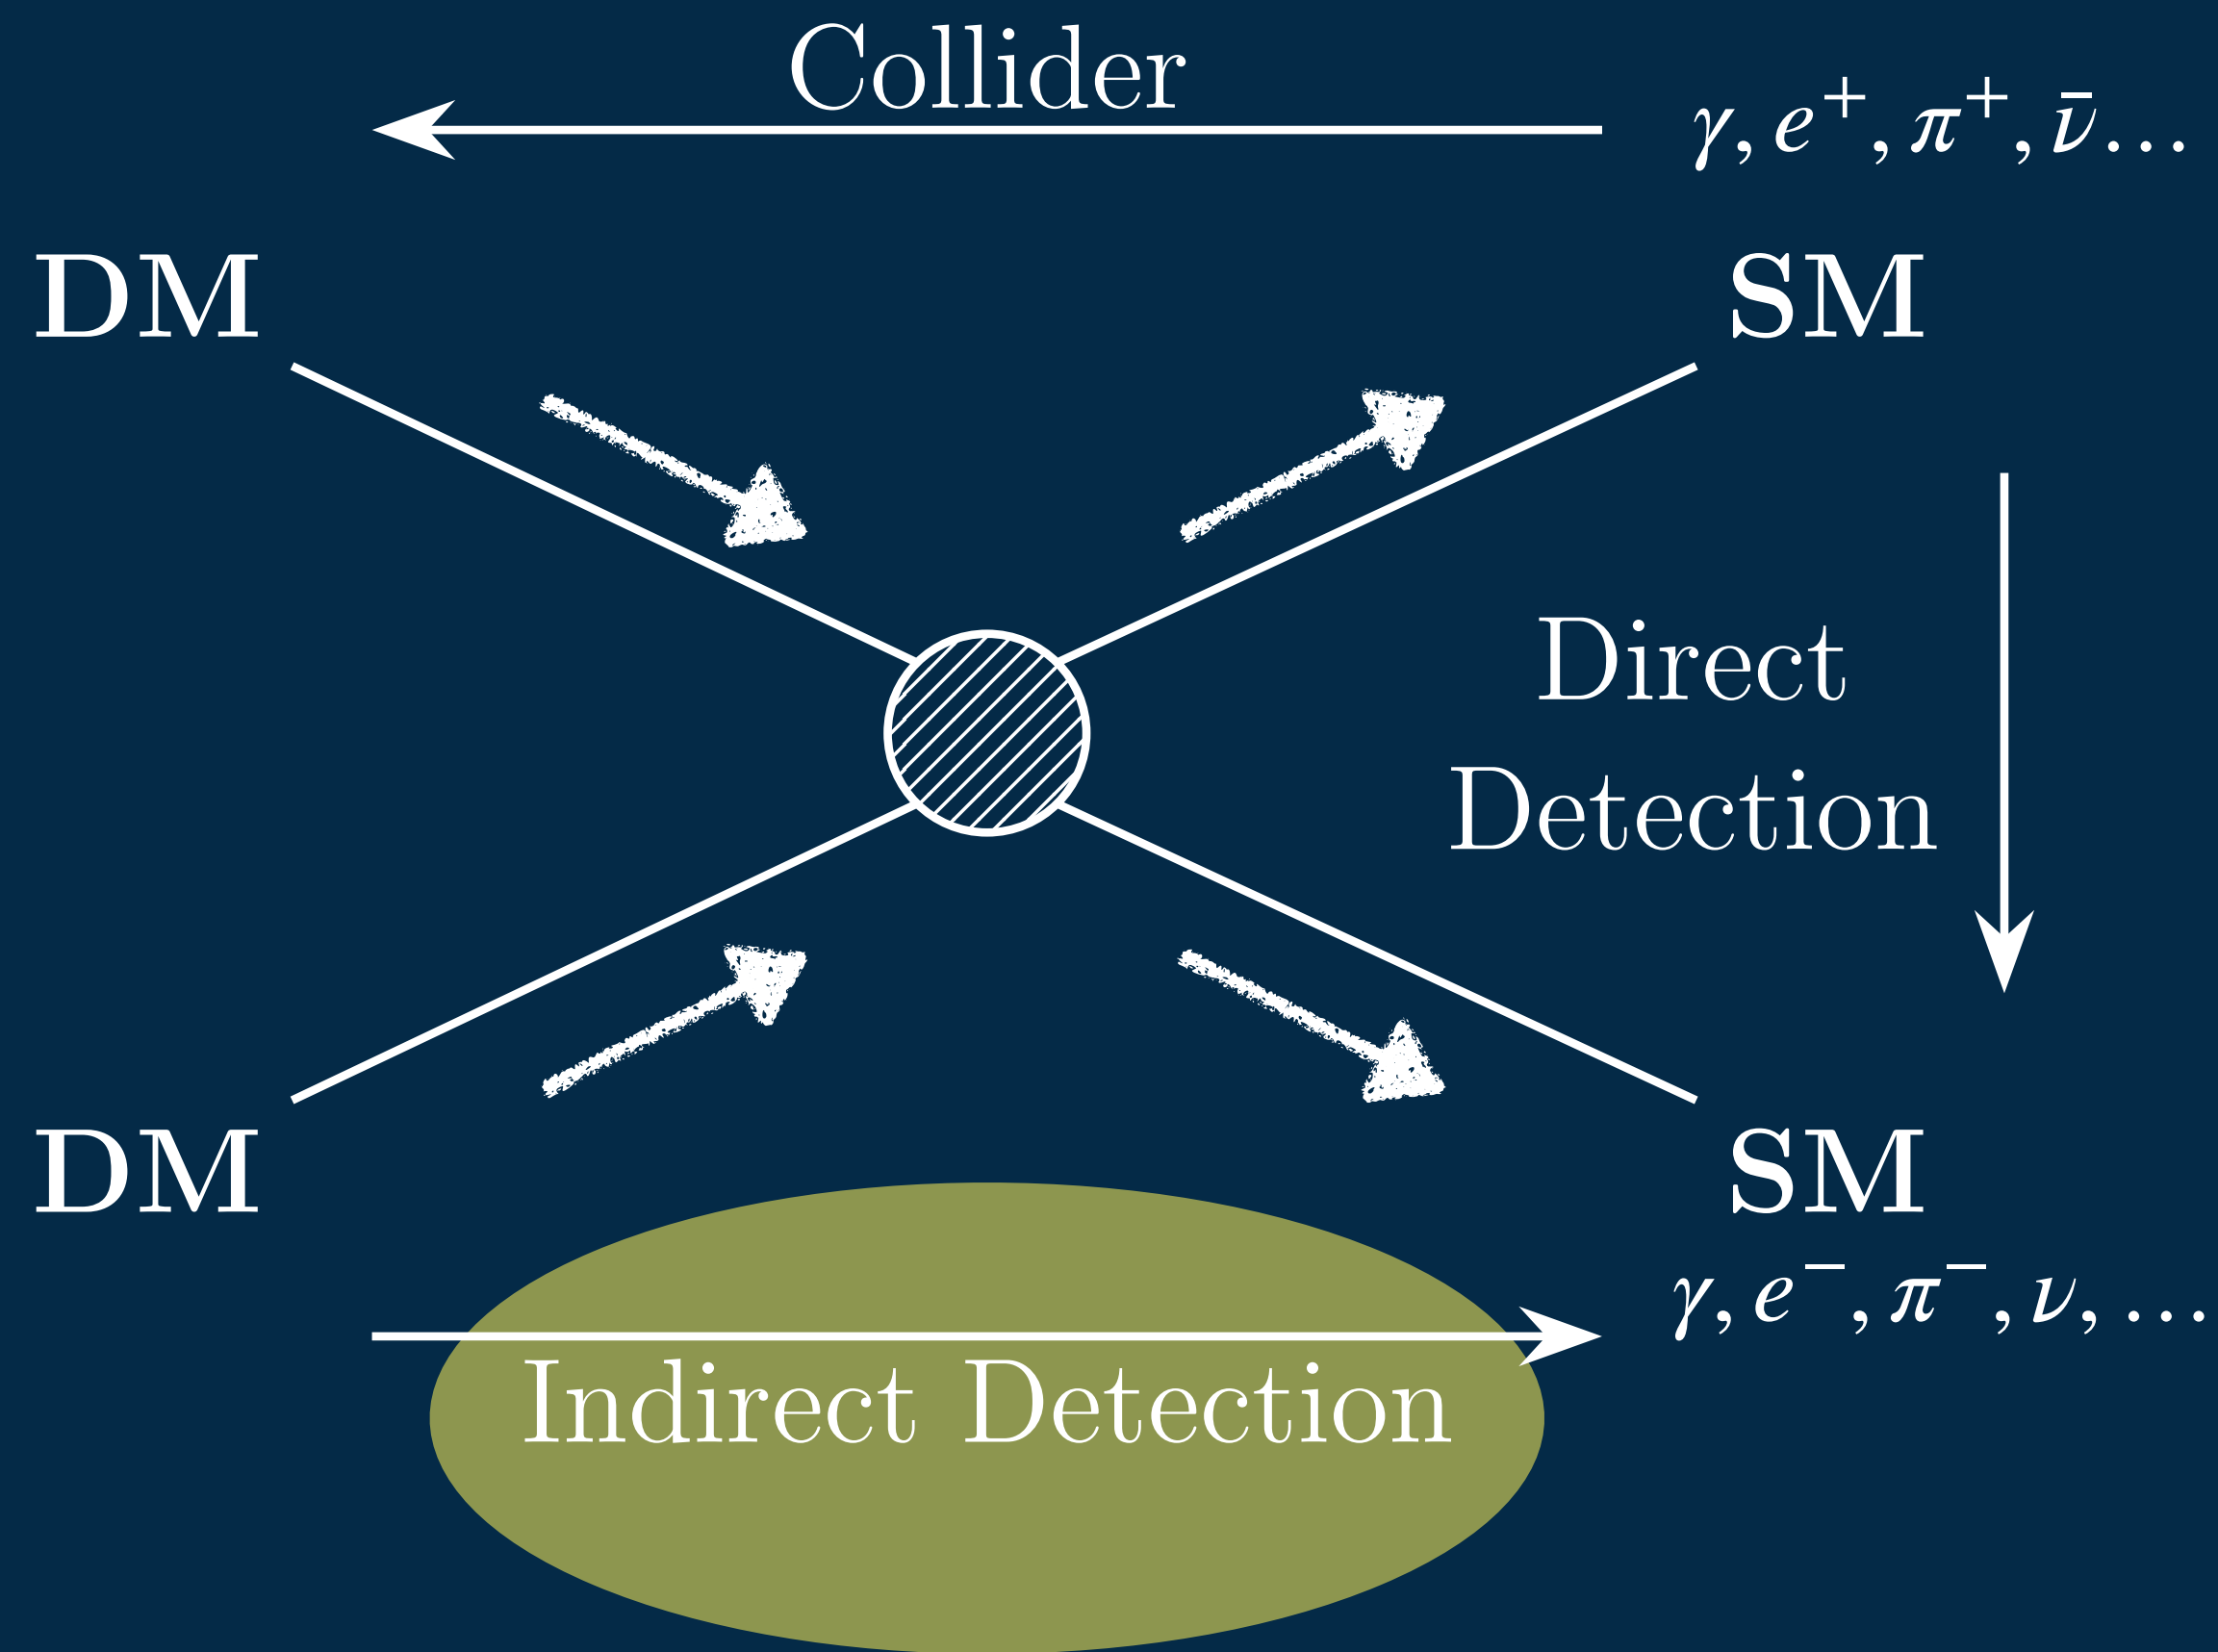 Collider
γ, e⁺, π⁺, ν̄...
DM
SM
Direct
Detection
DM
SM
γ, e⁻, π⁻, ν, ...
Indirect Detection